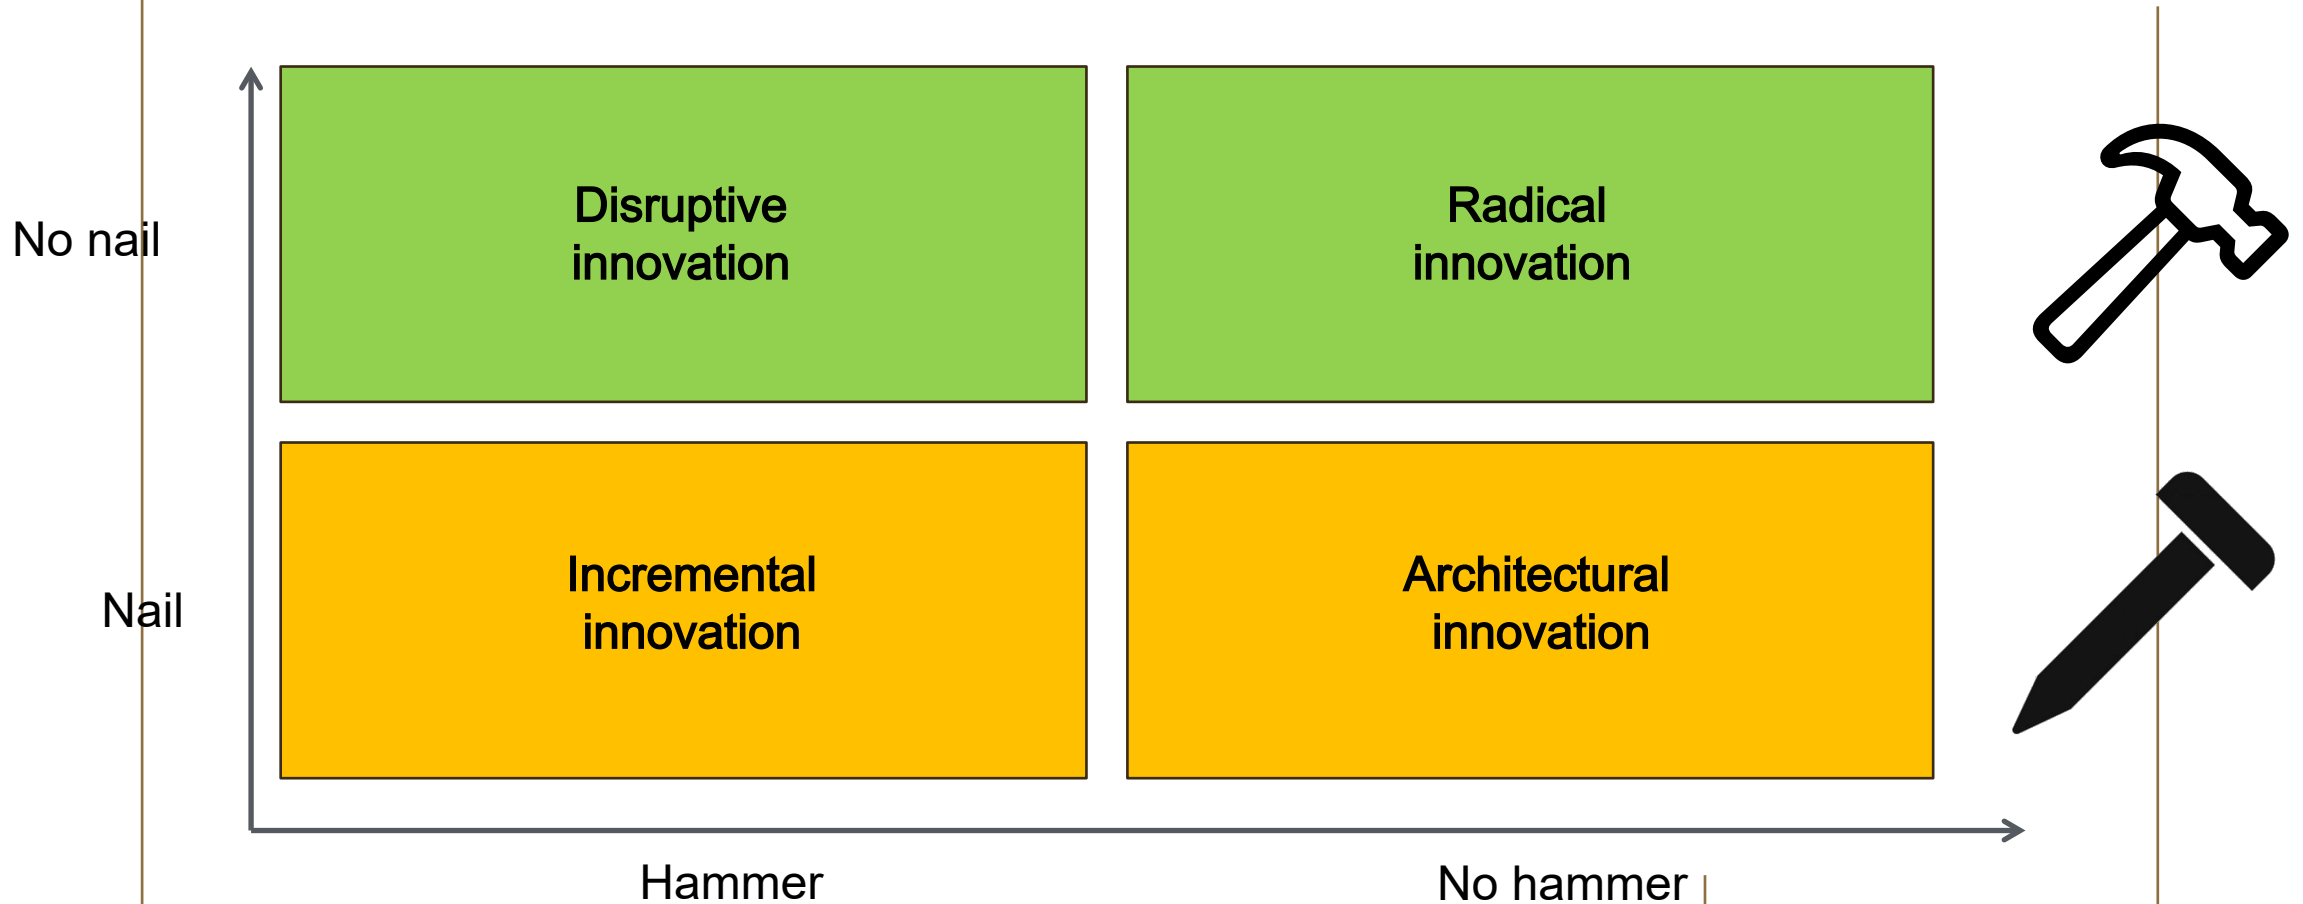 Disruptive
innovation
Radical
innovation
No nail
Incremental
innovation
Architectural
innovation
Nail
Hammer
No hammer